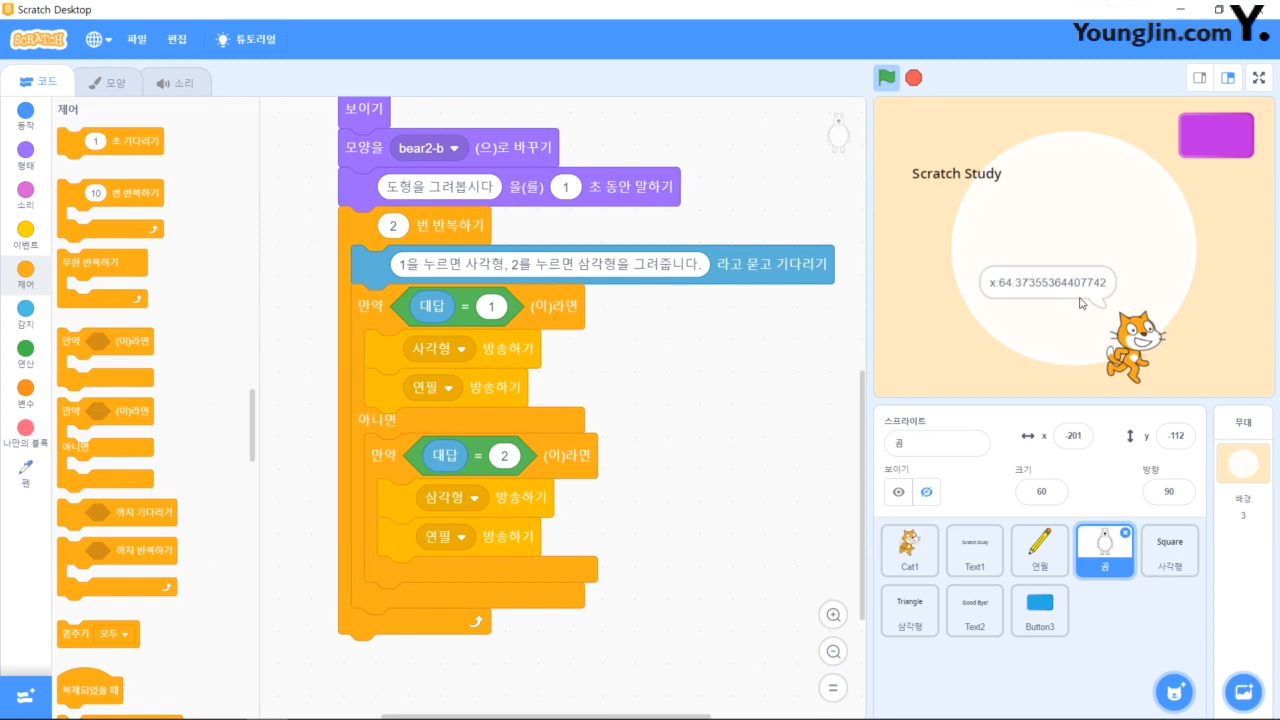 Scratch Desktop
SCRATCH
파일
편집
튜토리얼
YoungJin.com Y.
코드
모양
소리
동작
형태
소리
이벤트
제어
감지
연산
변수
나만의 블록
펜
제어
1 초 기다리기
10 번 반복하기
무한 반복하기
만약 (이)라면
만약 (이)라면
아니면
까지 기다리기
까지 반복하기
멈추기 모두
복제되었을 때
보이기
모양을 bear2-b (으)로 바꾸기
도형을 그려봅시다 을(를) 1 초 동안 말하기
2 번 반복하기
1을 누르면 사각형, 2를 누르면 삼각형을 그려줍니다. 라고 묻고 기다리기
만약 대답 = 1 (이)라면
사각형 방송하기
연필 방송하기
아니면
만약 대답 = 2 (이)라면
삼각형 방송하기
연필 방송하기
Scratch Study
x:64.37355364407742
스프라이트
곰
x -201
y -112
보이기
크기
60
방향
90
Cat1
Scratch Study
Text1
연필
곰
Square
사각형
Triangle
삼각형
Good Bye!
Text2
Button3
무대
배경
3